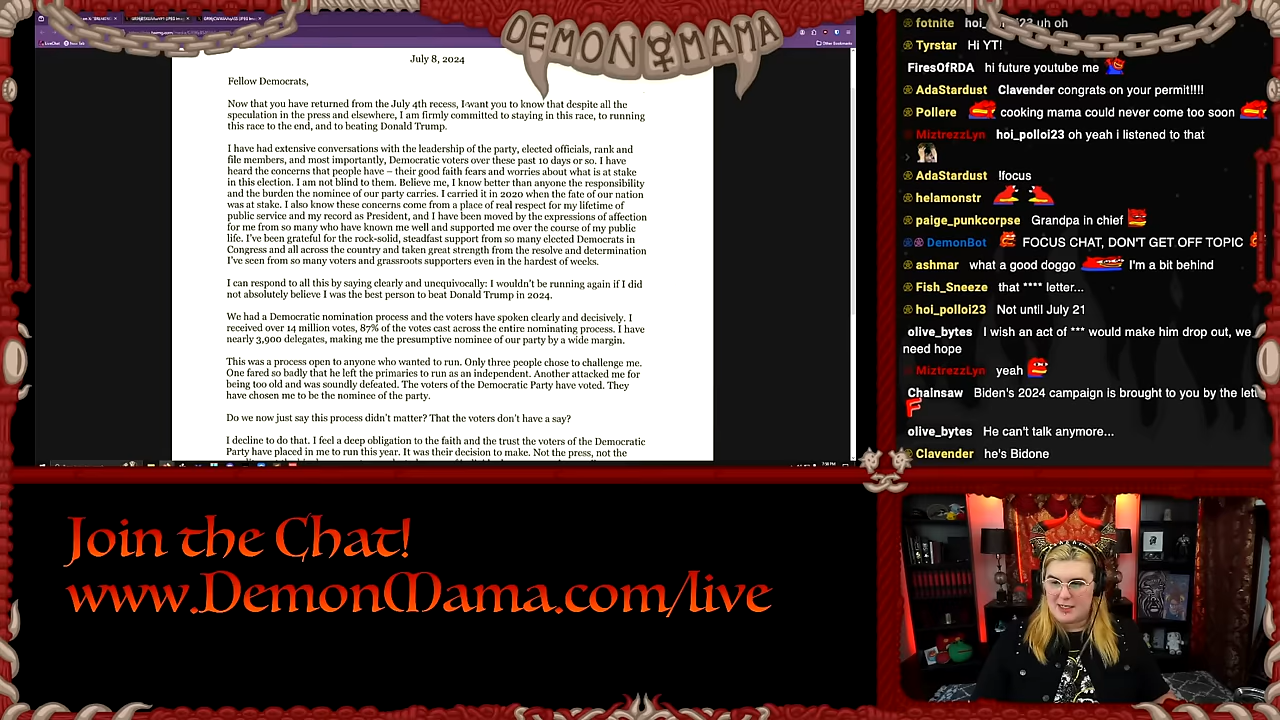 DEMON MAMA
LiveChat
New Tab
Other Bookmarks
July 8, 2024
Fellow Democrats,
Now that you have returned from the July 4th recess, I want you to know that despite all the
speculation in the press and elsewhere, I am firmly committed to staying in this race, to running
this race to the end, and to beating Donald Trump.
I have had extensive conversations with the leadership of the party, elected officials, rank and
file members, and most importantly, Democratic voters over these past 10 days or so. I have
heard the concerns that people have – their good faith fears and worries about what is at stake
in this election. I am not blind to them. Believe me, I know better than anyone the responsibility
and the burden the nominee of our party carries. I carried it in 2020 when the fate of our nation
was at stake. I also know these concerns come from a place of real respect for my lifetime of
public service and my record as President, and I have been moved by the expressions of affection
for me from so many who have known me well and supported me over the course of my public
life. I've been grateful for the rock-solid, steadfast support from so many elected Democrats in
Congress and all across the country and taken great strength from the resolve and determination
I've seen from so many voters and grassroots supporters even in the hardest of weeks.
I can respond to all this by saying clearly and unequivocally: I wouldn't be running again if I did
not absolutely believe I was the best person to beat Donald Trump in 2024.
We had a Democratic nomination process and the voters have spoken clearly and decisively. I
received over 14 million votes, 87% of the votes cast across the entire nominating process. I have
nearly 3,900 delegates, making me the presumptive nominee of our party by a wide margin.
This was a process open to anyone who wanted to run. Only three people chose to challenge me.
One fared so badly that he left the primaries to run as an independent. Another attacked me for
being too old and was soundly defeated. The voters of the Democratic Party have voted. They
have chosen me to be the nominee of the party.
Do we now just say this process didn't matter? That the voters don't have a say?
I decline to do that. I feel a deep obligation to the faith and the trust the voters of the Democratic
Party have placed in me to run this year. It was their decision to make. Not the press, not the
fotnite hoi_polloi23 uh oh
Tyrstar Hi YT!
FiresOfRDA hi future youtube me
AdaStardust Clavender congrats on your permit!!!!
Pollere cooking mama could never come too soon
MiztrezzLyn hoi_polloi23 oh yeah i listened to that
AdaStardust !focus
helamonstr
paige_punkcorpse Grandpa in chief
DemonBot FOCUS CHAT, DON'T GET OFF TOPIC
ashmar what a good doggo I'm a bit behind
Fish_Sneeze that **** letter...
hoi_polloi23 Not until July 21
olive_bytes I wish an act of *** would make him drop out, we
need hope
MiztrezzLyn yeah
Chainsaw Biden's 2024 campaign is brought to you by the let
F
olive_bytes He can't talk anymore...
Clavender he's Bidone
Join the Chat!
www.DemonMama.com/live